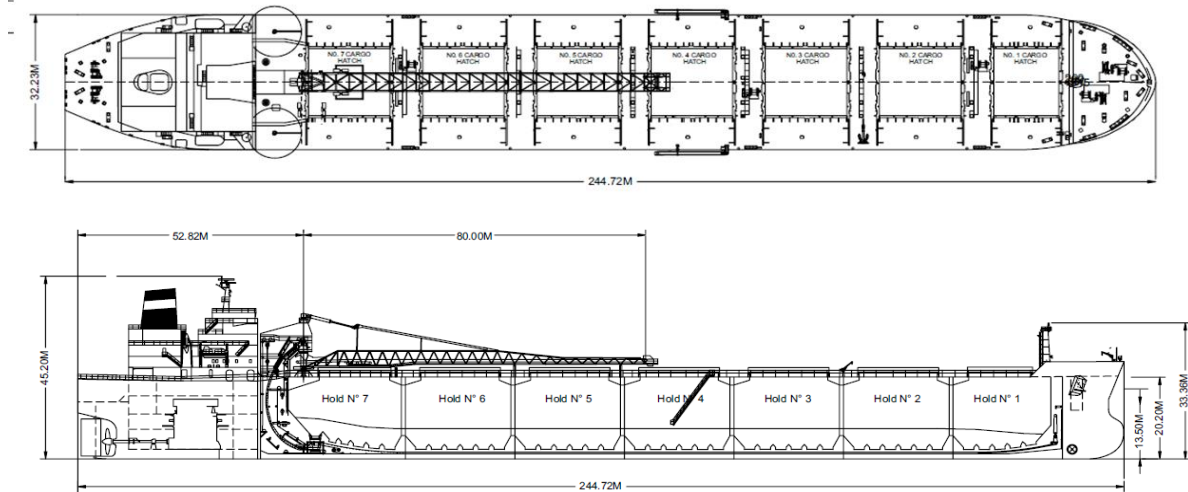 32.23M
NO. 7 CARGO
HATCH
NO. 6 CARGO
HATCH
NO. 5 CARGO
HATCH
NO. 4 CARGO
HATCH
NO. 3 CARGO
HATCH
NO. 2 CARGO
HATCH
NO. 1 CARGO
HATCH
244.72M
52.82M
80.00M
45.20M
Hold N° 7
Hold N° 6
Hold N° 5
Hold N° 4
Hold N° 3
Hold N° 2
Hold N° 1
13.50M
20.20M
33.36M
244.72M